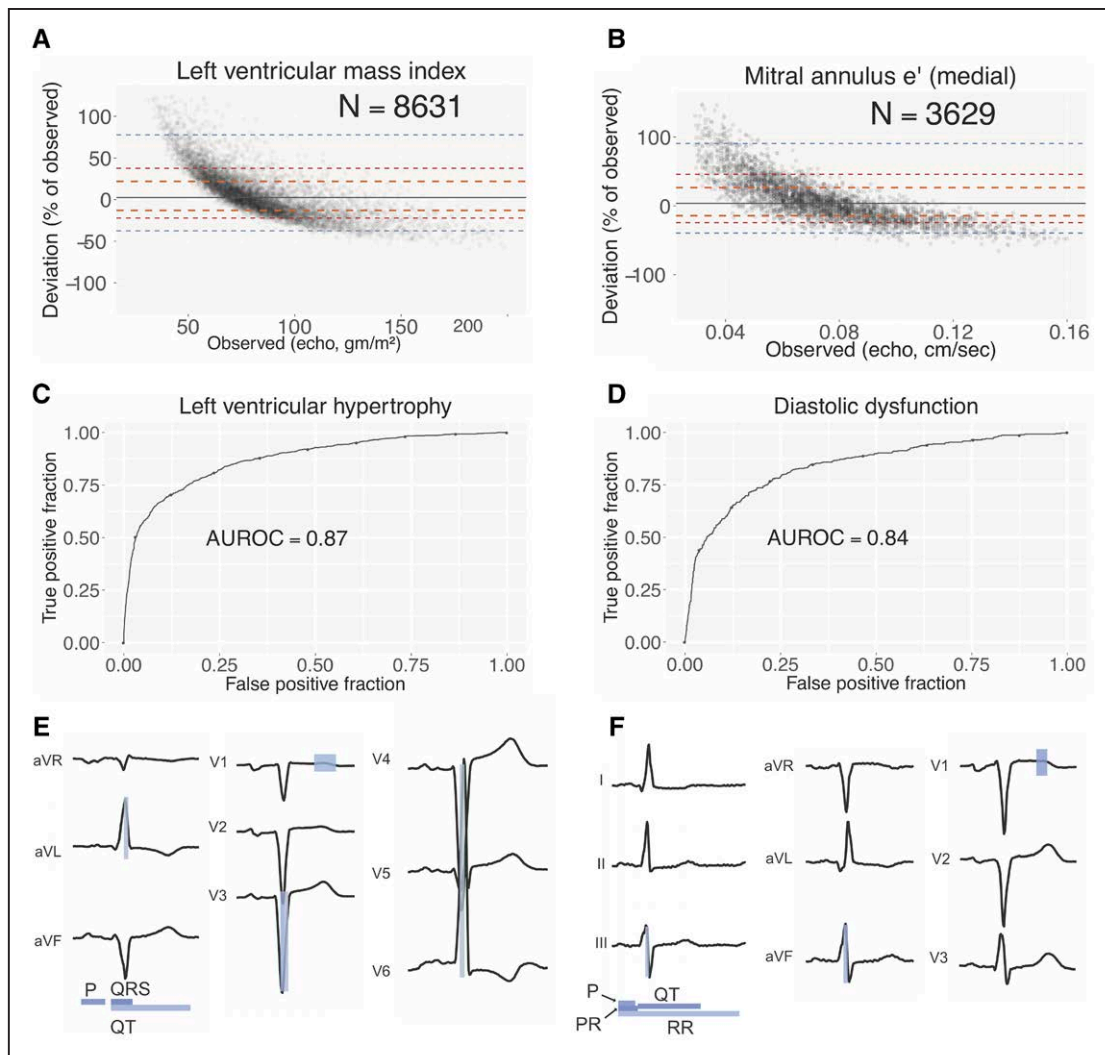 A
Left ventricular mass index
N = 8631
Deviation (% of observed)
100
50
0
−50
−100
50
100
150
200
Observed (echo, gm/m²)
B
Mitral annulus e' (medial)
N = 3629
Deviation (% of observed)
100
0
−100
0.04
0.08
0.12
0.16
Observed (echo, cm/sec)
C
Left ventricular hypertrophy
True positive fraction
1.00
0.75
0.50
0.25
0.00
AUROC = 0.87
0.00
0.25
0.50
0.75
1.00
False positive fraction
D
Diastolic dysfunction
True positive fraction
1.00
0.75
0.50
0.25
0.00
AUROC = 0.84
0.00
0.25
0.50
0.75
1.00
False positive fraction
E
aVR
aVL
aVF
P
QRS
QT
V1
V2
V3
V4
V5
V6
F
I
II
III
P
PR
QT
RR
aVR
aVL
aVF
V1
V2
V3